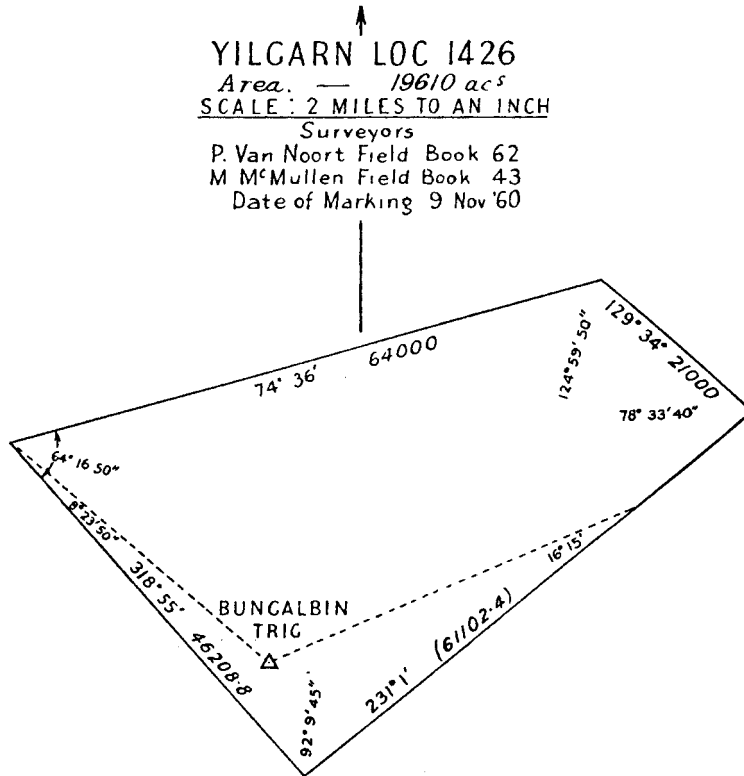 YILGARN LOC 1426
Area. — 19610 acs
SCALE : 2 MILES TO AN INCH
Surveyors
P. Van Noort Field Book 62
M McMullen Field Book 43
Date of Marking 9 Nov '60
129° 34° 21000
124° 59' 50"
74° 36' 64000
78° 33' 40"
64° 16 50"
8° 23' 50"
16° 15'
318° 55' 46208·8
BUNGALBIN
TRIG
(61102·4)
231° 1'
92° 9' 45"